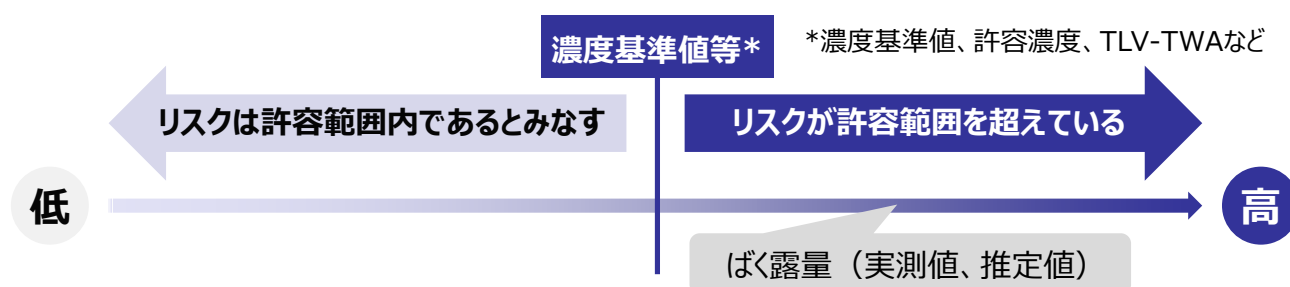 濃度基準値等*
*濃度基準値、許容濃度、TLV-TWAなど
リスクは許容範囲内であるとみなす
リスクが許容範囲を超えている
低
高
ばく露量（実測値、推定値）